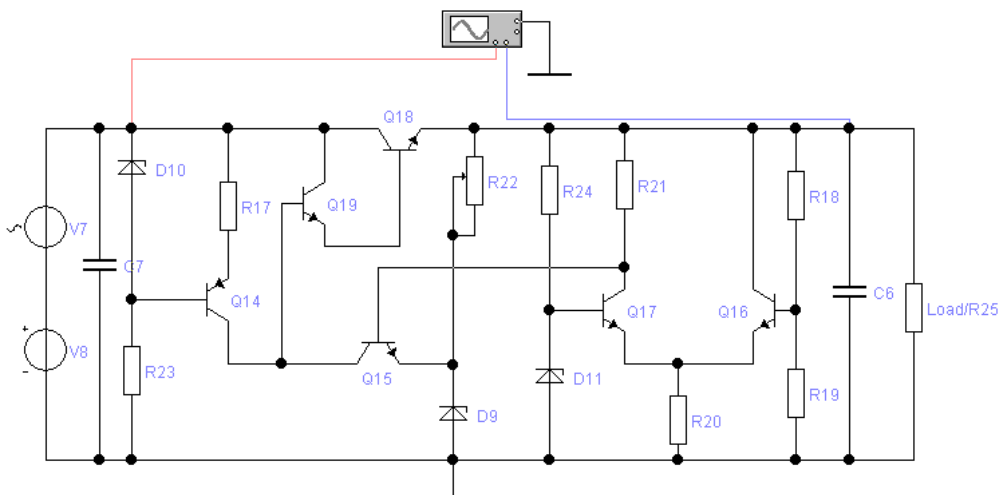 Q18
D10
R22
R24
R21
R18
R17
Q19
V7
C7
Q14
Q17
Q16
C6
Load/R25
+
V8
-
R23
Q15
D11
R19
D9
R20